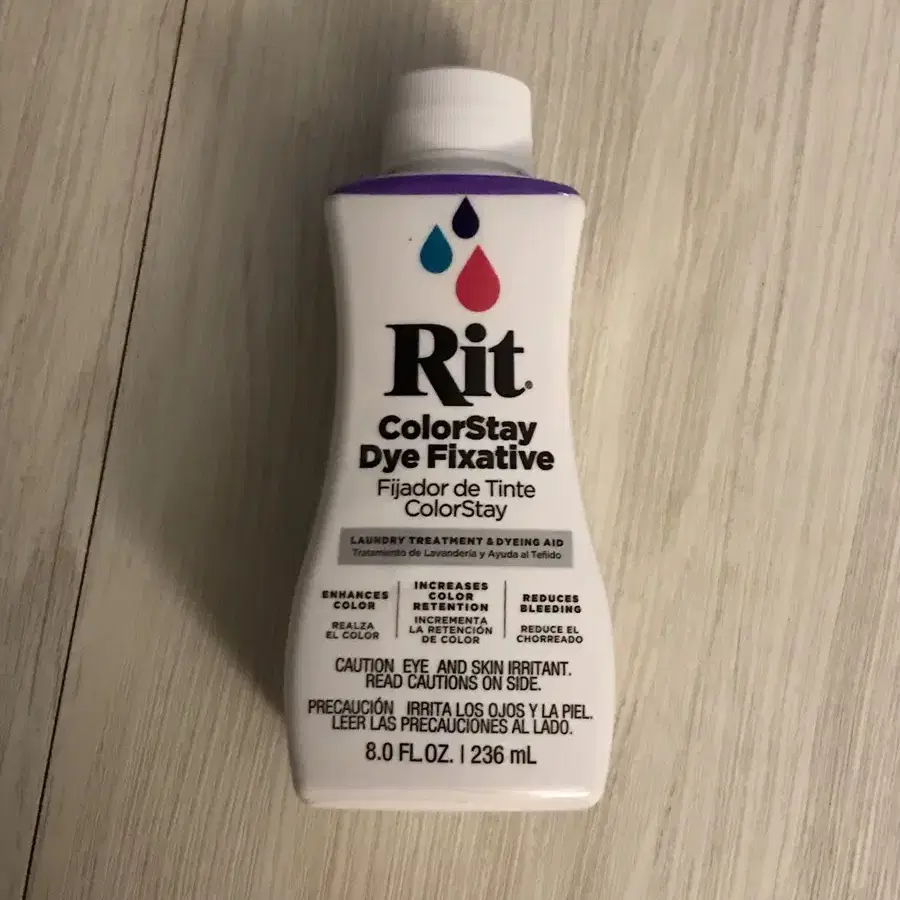 Rit
ColorStay
Dye Fixative
Fijador de Tinte
ColorStay
LAUNDRY TREATMENT & DYEING AID
Tratamiento de Lavandería y Ayuda al Teñido
ENHANCES
COLOR
REALZA
EL COLOR
INCREASES
COLOR
RETENTION
INCREMENTA
LA RETENCIÓN
DE COLOR
REDUCES
BLEEDING
REDUCE EL
CHORREADO
CAUTION EYE AND SKIN IRRITANT.
READ CAUTIONS ON SIDE.
PRECAUCIÓN IRRITA LOS OJOS Y LA PIEL.
LEER LAS PRECAUCIONES AL LADO.
8.0 FL.OZ. | 236 mL